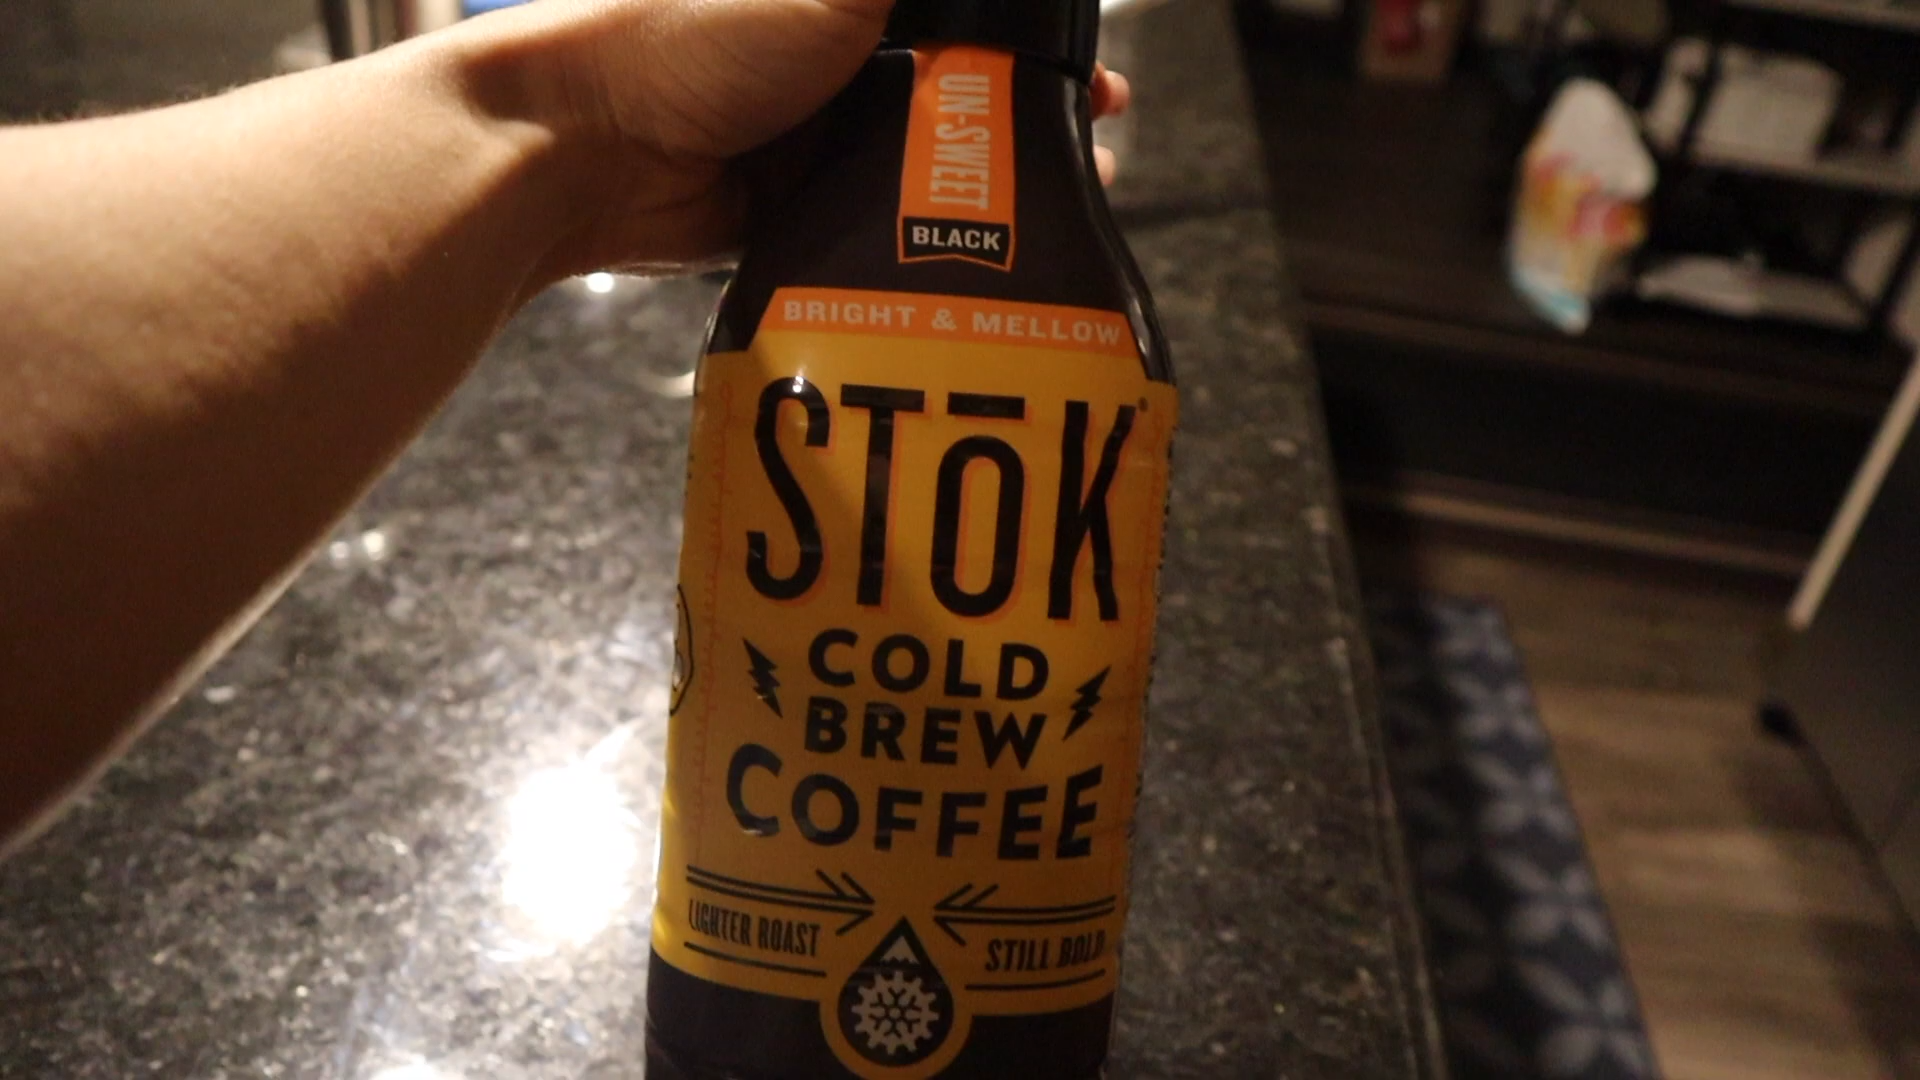 UN-SWEET
BLACK
BRIGHT & MELLOW
STōK®
COLD
BREW
COFFEE
LIGHTER ROAST
STILL BOLD